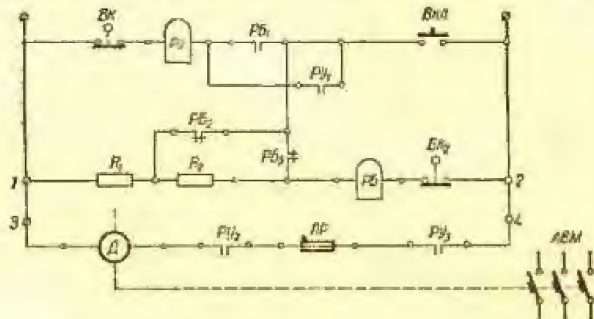 ВК РУ РБ₁ ВКЛ
РУ₁
РБ₂
РБ₃
1 R₁ R₂ РБ БК₂ 2
3 4
Д РУ₂ ПР РУ₃ АВМ